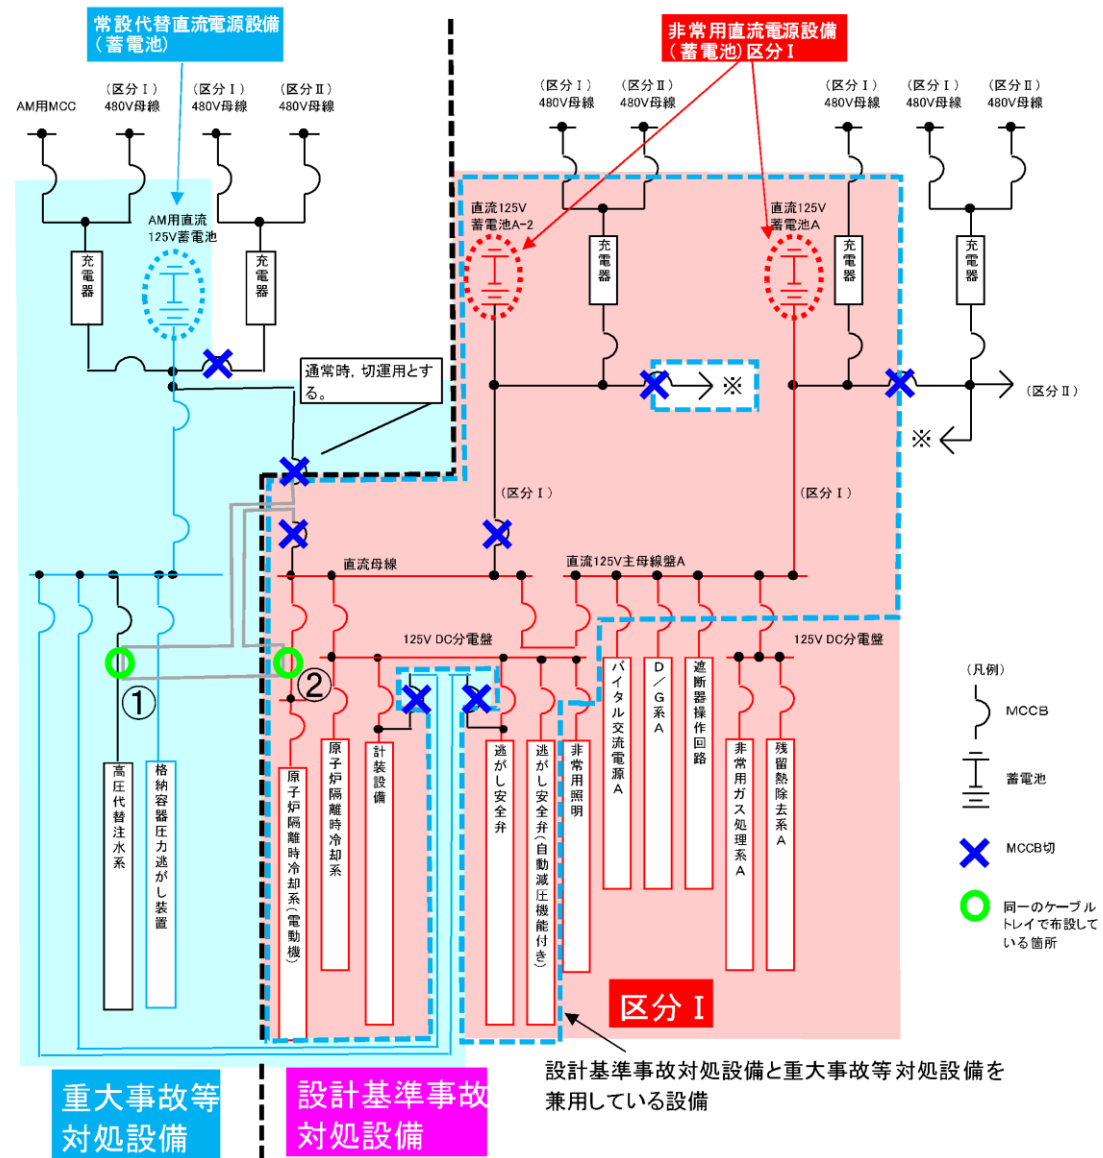 常設代替直流電源設備
(蓄電池)
非常用直流電源設備
(蓄電池)区分Ⅰ
AM用MCC
(区分Ⅰ)
480V母線
(区分Ⅰ)
480V母線
(区分Ⅱ)
480V母線
(区分Ⅰ)
480V母線
(区分Ⅱ)
480V母線
(区分Ⅰ)
480V母線
(区分Ⅰ)
480V母線
(区分Ⅱ)
480V母線
AM用直流
125V蓄電池
直流125V
蓄電池A-2
直流125V
蓄電池A
充電器
充電器
充電器
充電器
充電器
通常時,切運用とす
る。
※
(区分Ⅱ)
※
(区分Ⅰ)
(区分Ⅰ)
直流母線
直流125V主母線盤A
125V DC分電盤
125V DC分電盤
①
②
高圧代替注水系
格納容器圧力逃がし装置
原子炉隔離時冷却系(電動機)
原子炉隔離時冷却系
計装設備
逃がし安全弁
逃がし安全弁(自動減圧機能付き)
非常用照明
バイタル交流電源A
D/G系A
遮断器操作回路
非常用ガス処理系A
残留熱除去系A
(凡例)
MCCB
蓄電池
MCCB切
同一のケーブル
トレイで布設して
いる箇所
区分Ⅰ
設計基準事故対処設備と重大事故等対処設備を
兼用している設備
重大事故等
対処設備
設計基準事故
対処設備